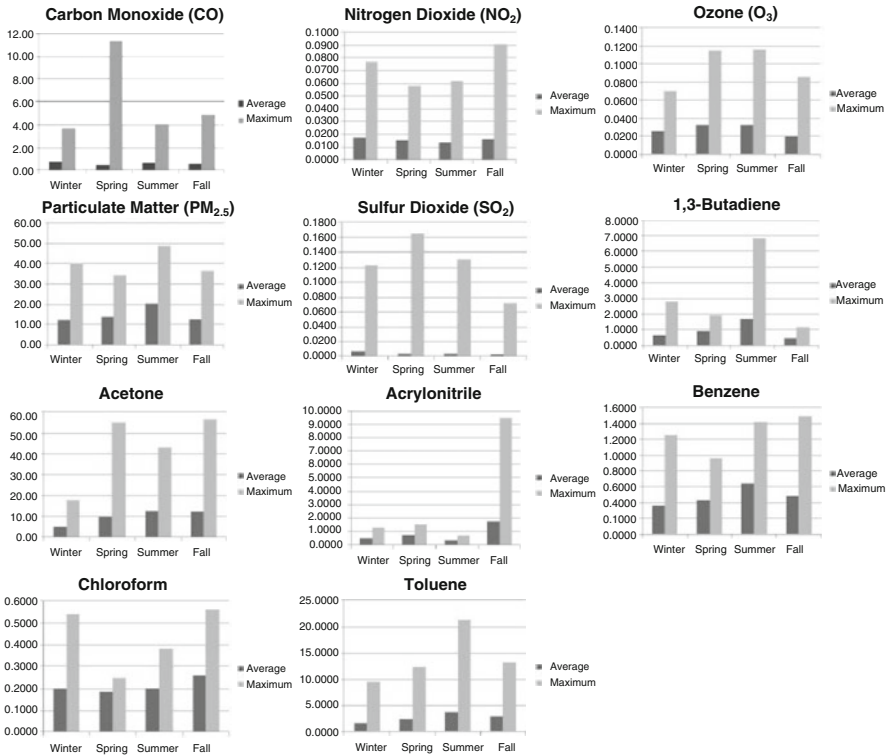 Carbon Monoxide (CO)
12.00
10.00
8.00
6.00
4.00
2.00
0.00
Winter Spring Summer Fall
Average
Maximum
Nitrogen Dioxide (NO₂)
0.1000
0.0900
0.0800
0.0700
0.0600
0.0500
0.0400
0.0300
0.0200
0.0100
0.0000
Winter Spring Summer Fall
Average
Maximum
Ozone (O₃)
0.1400
0.1200
0.1000
0.0800
0.0600
0.0400
0.0200
0.0000
Winter Spring Summer Fall
Average
Maximum
Particulate Matter (PM₂.₅)
60.00
50.00
40.00
30.00
20.00
10.00
0.00
Winter Spring Summer Fall
Average
Maximum
Sulfur Dioxide (SO₂)
0.1800
0.1600
0.1400
0.1200
0.1000
0.0800
0.0600
0.0400
0.0200
0.0000
Winter Spring Summer Fall
Average
Maximum
1,3-Butadiene
8.0000
7.0000
6.0000
5.0000
4.0000
3.0000
2.0000
1.0000
0.0000
Winter Spring Summer Fall
Average
Maximum
Acetone
60.00
50.00
40.00
30.00
20.00
10.00
0.00
Winter Spring Summer Fall
Average
Maximum
Acrylonitrile
10.0000
9.0000
8.0000
7.0000
6.0000
5.0000
4.0000
3.0000
2.0000
1.0000
0.0000
Winter Spring Summer Fall
Average
Maximum
Benzene
1.6000
1.4000
1.2000
1.0000
0.8000
0.6000
0.4000
0.1000
0.0000
Winter Spring Summer Fall
Average
Maximum
Chloroform
0.6000
0.5000
0.4000
0.3000
0.2000
0.1000
0.0000
Winter Spring Summer Fall
Average
Maximum
Toluene
25.0000
20.0000
15.0000
10.0000
5.0000
0.0000
Winter Spring Summer Fall
Average
Maximum